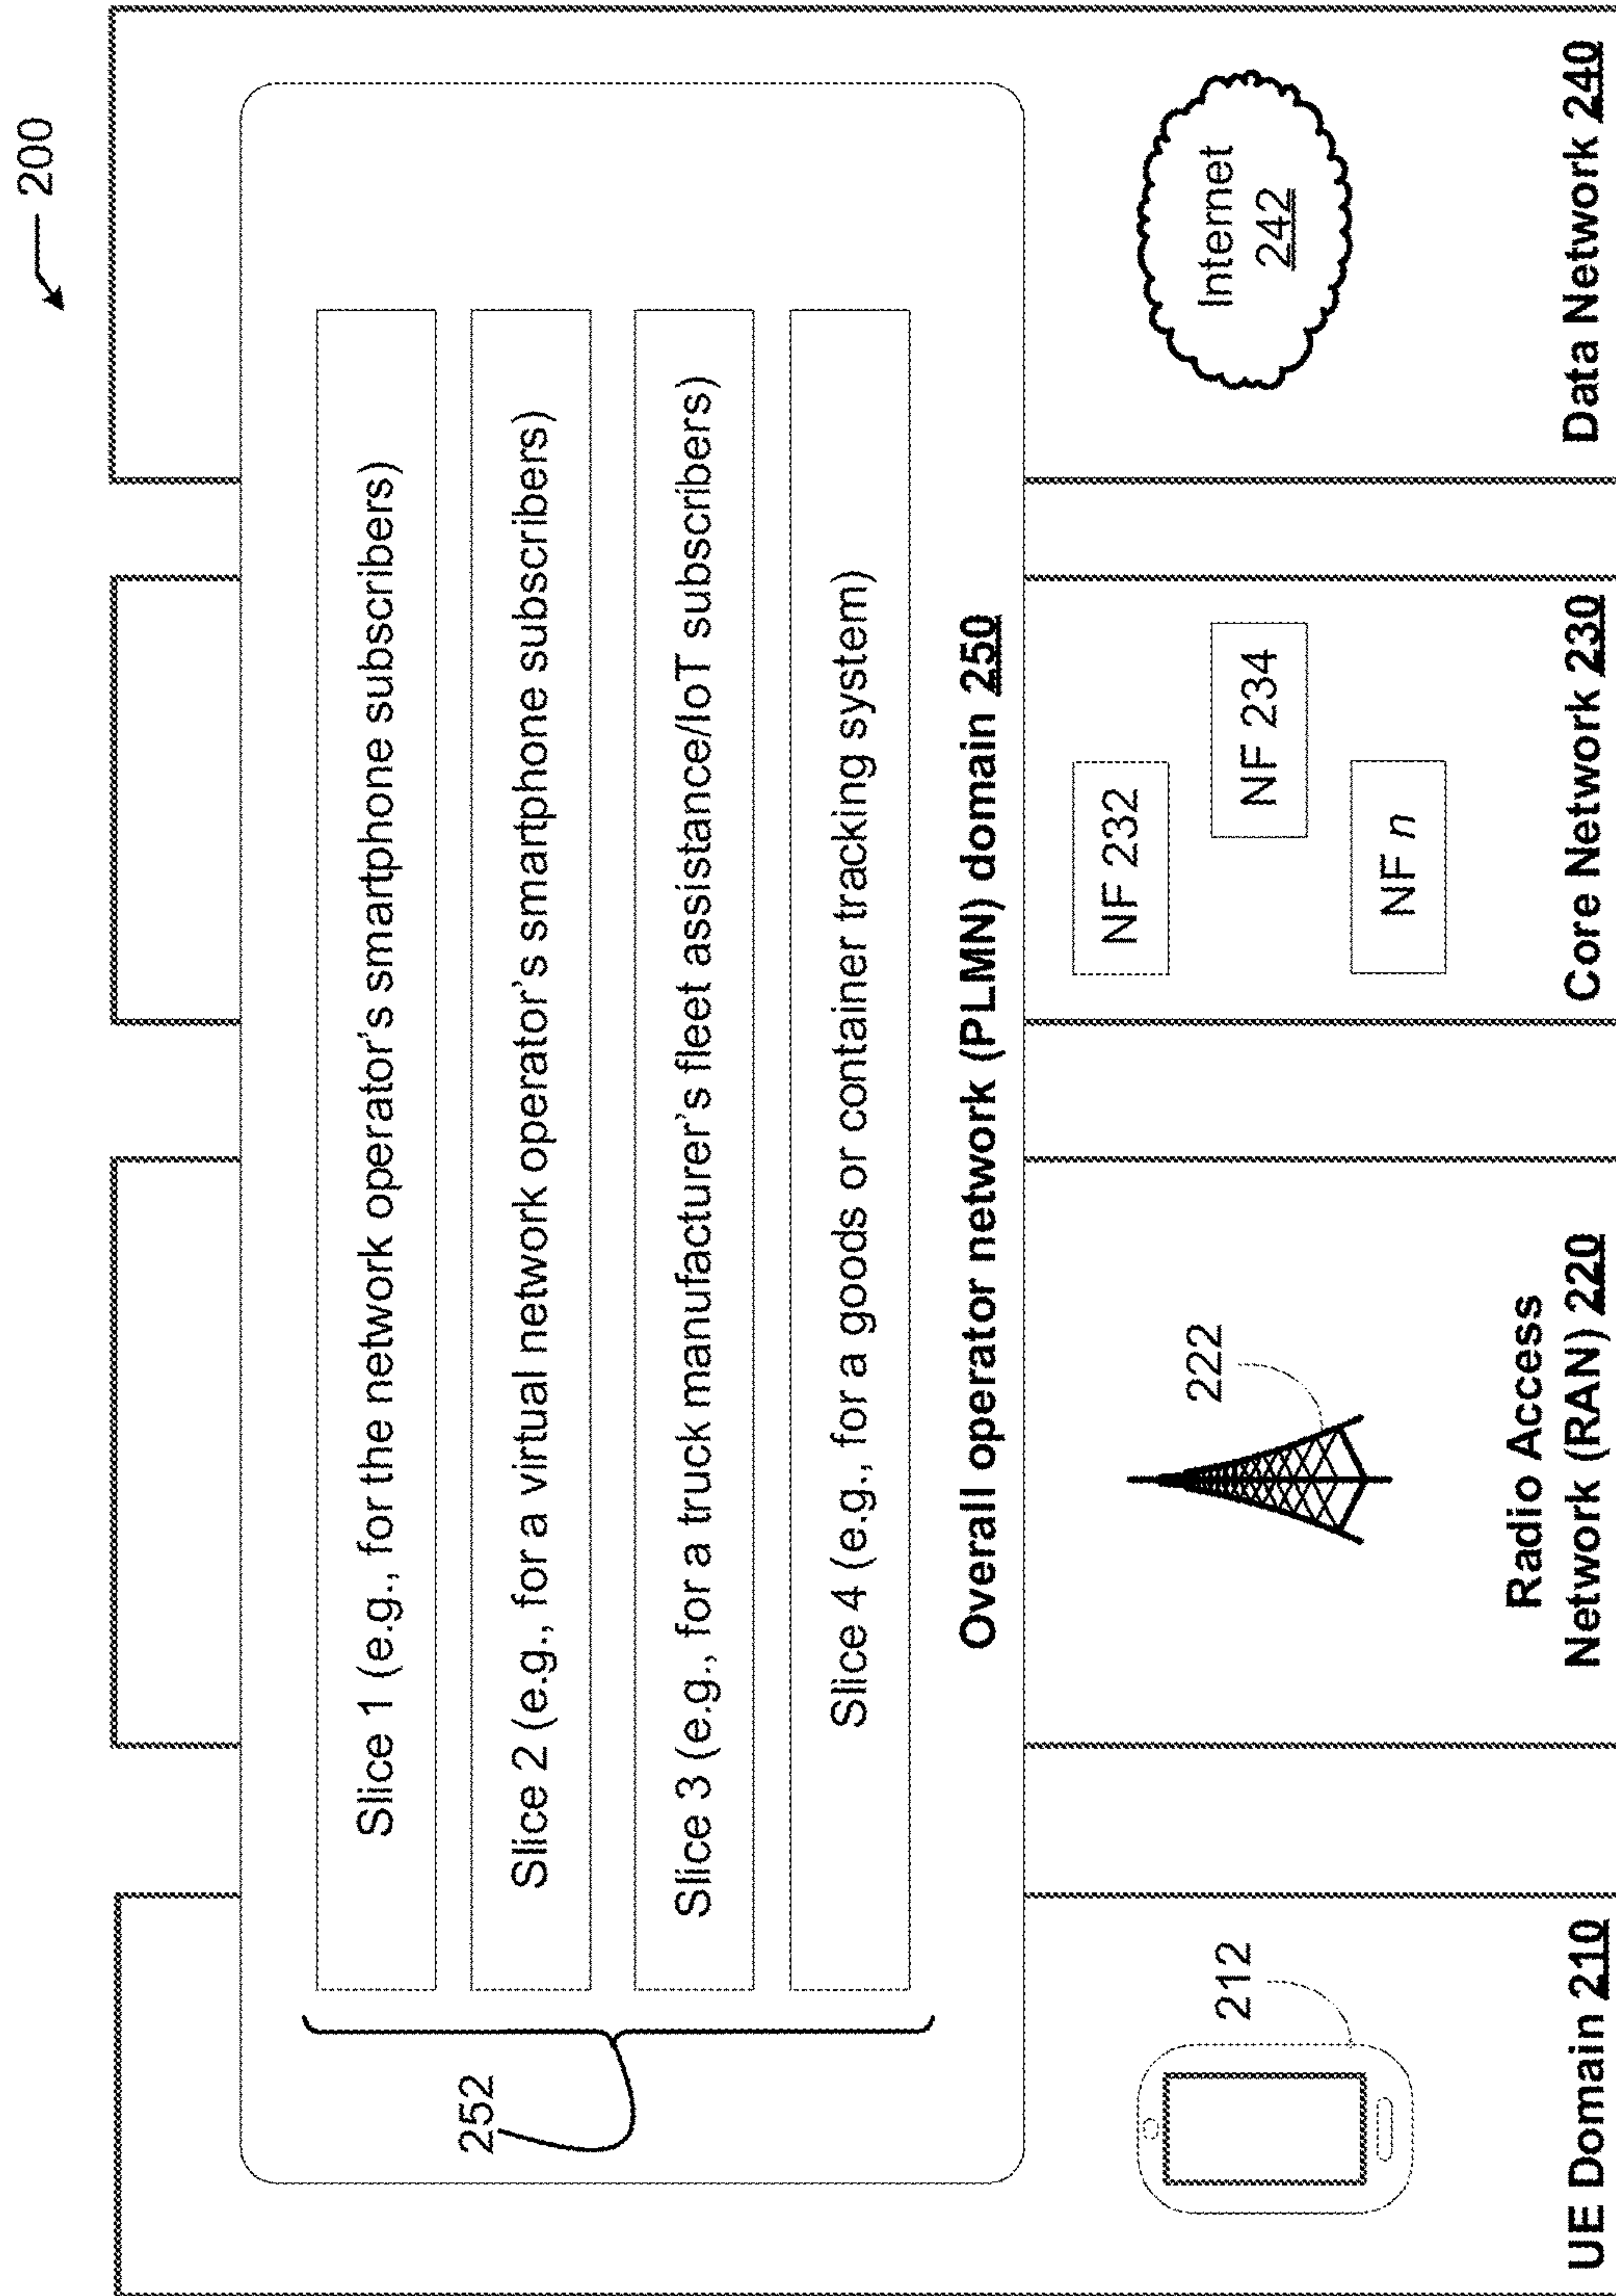 200
252
Slice 1 (e.g., for the network operator's smartphone subscribers)
Slice 2 (e.g., for a virtual network operator's smartphone subscribers)
Slice 3 (e.g., for a truck manufacturer's fleet assistance/IoT subscribers)
Slice 4 (e.g., for a goods or container tracking system)
Overall operator network (PLMN) domain 250
212
UE Domain 210
222
Radio Access
Network (RAN) 220
NF 232
NF 234
NF n
Core Network 230
Internet
242
Data Network 240